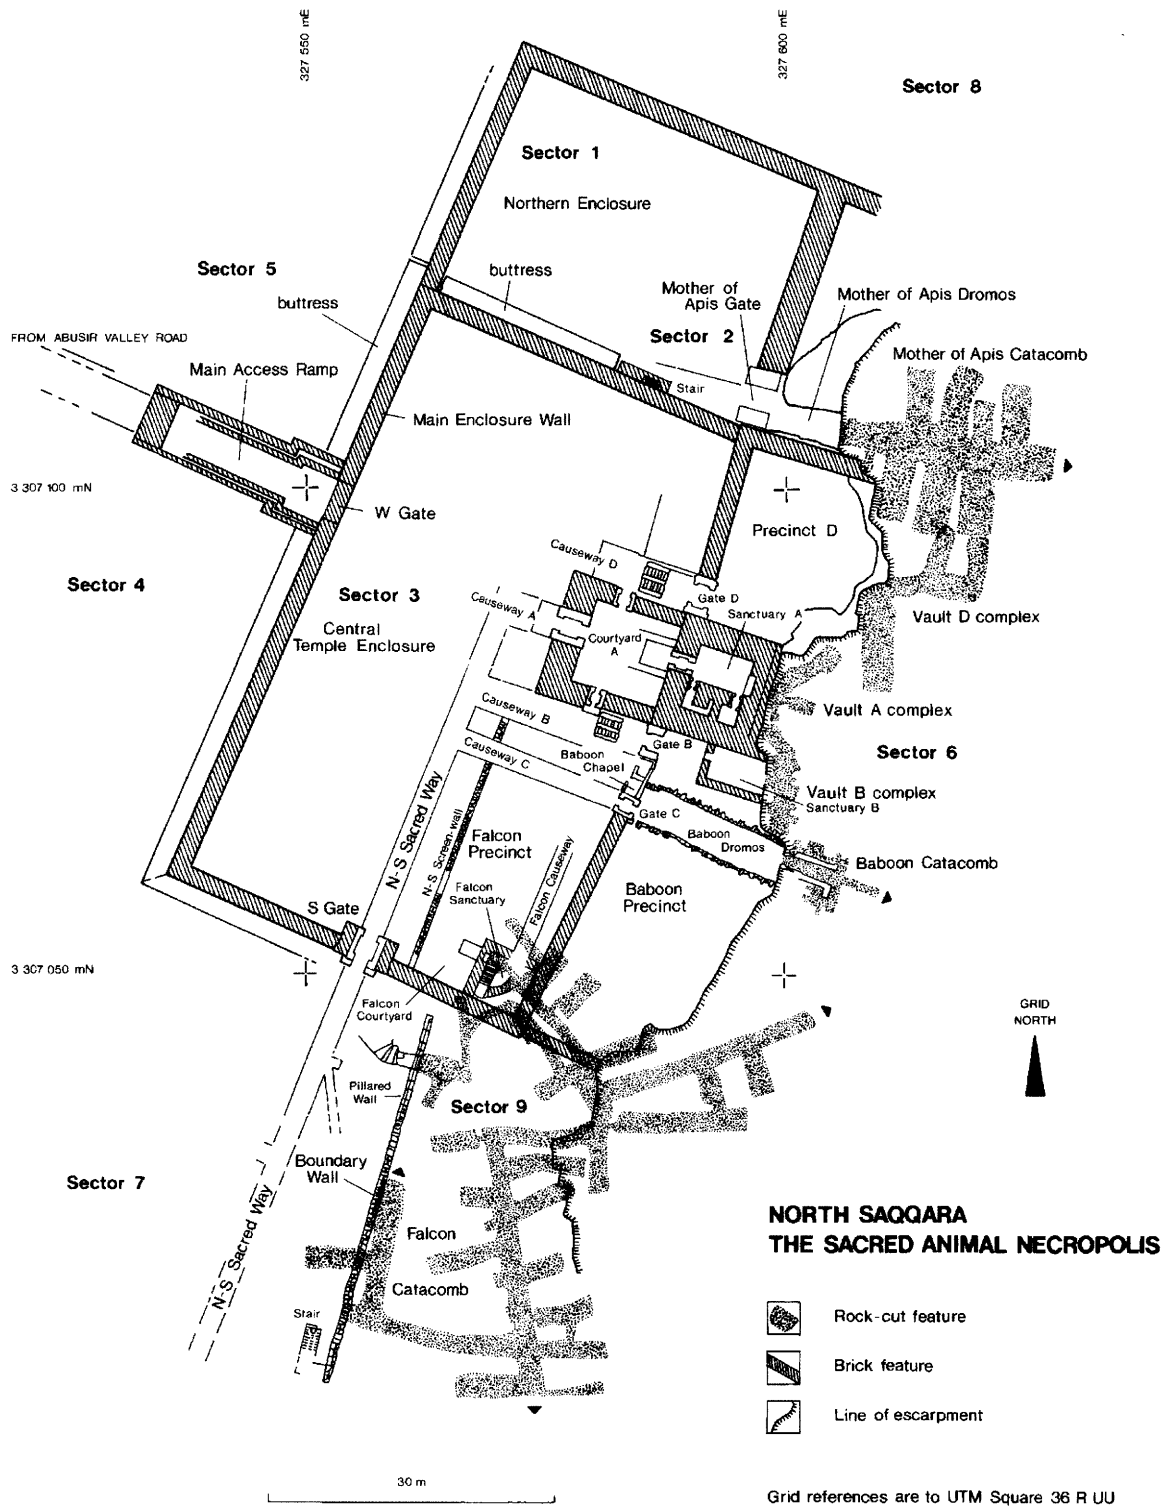 327 550 mE
327 600 mE
Sector 8
Sector 1
Northern Enclosure
Sector 5
buttress
buttress
Mother of
Apis Gate
Mother of Apis Dromos
Sector 2
FROM ABUSIR VALLEY ROAD
Mother of Apis Catacomb
Main Access Ramp
Stair
Main Enclosure Wall
3 307 100 mN
W Gate
Precinct D
Causeway D
Sector 4
Sector 3
Gate D
Causeway A
Sanctuary A
Vault D complex
Central
Temple Enclosure
Courtyard
A
Causeway B
Vault A complex
Causeway C
Gate B
Sector 6
Baboon
Chapel
Vault B complex
Sanctuary B
N-S Sacred Way
N-S Screen-wall
Gate C
Falcon
Precinct
Baboon
Dromos
Baboon Catacomb
Falcon
Sanctuary
Falcon Causeway
Baboon
Precinct
S Gate
3 307 050 mN
Falcon
Courtyard
GRID
NORTH
Pillared
Wall
Sector 9
Boundary
Wall
Sector 7
N-S Sacred Way
Falcon
Catacomb
Stair
NORTH SAQQARA
THE SACRED ANIMAL NECROPOLIS
Rock-cut feature
Brick feature
Line of escarpment
30 m
Grid references are to UTM Square 36 R UU